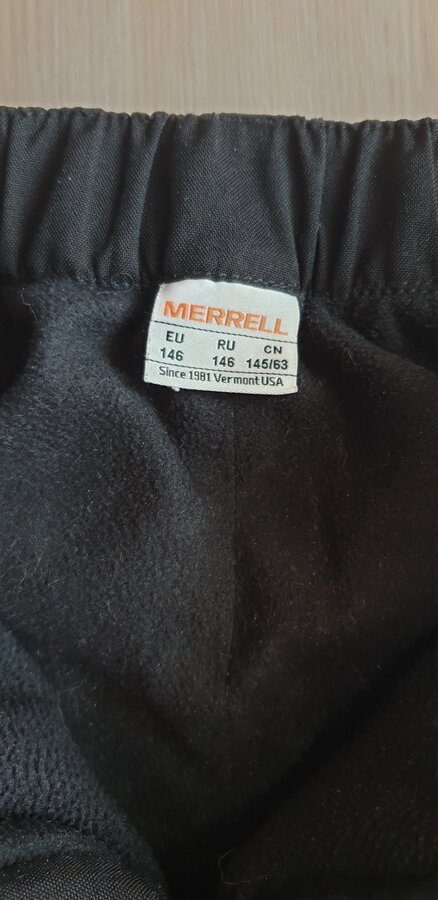 MERRELL
EU RU CN
146 146 145/63
Since 1981 Vermont USA